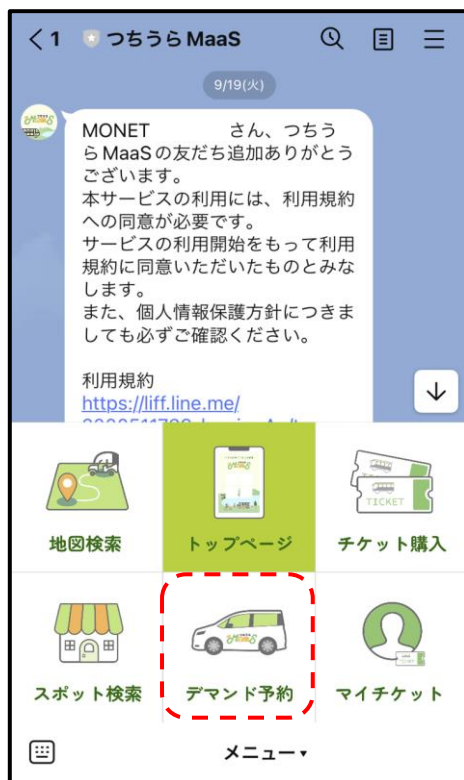 1 つちうらMaaS
9/19(火)
MONET さん、つちう
らMaaSの友だち追加ありがとう
ございます。
本サービスの利用には、利用規約
への同意が必要です。
サービスの利用開始をもって利用
規約に同意いただいたものとみな
します。
また、個人情報保護方針につきま
しても必ずご確認ください。
利用規約
https://liff.line.me/
地図検索
トップページ
TICKET
チケット購入
スポット検索
デマンド予約
マイチケット
メニュー▾